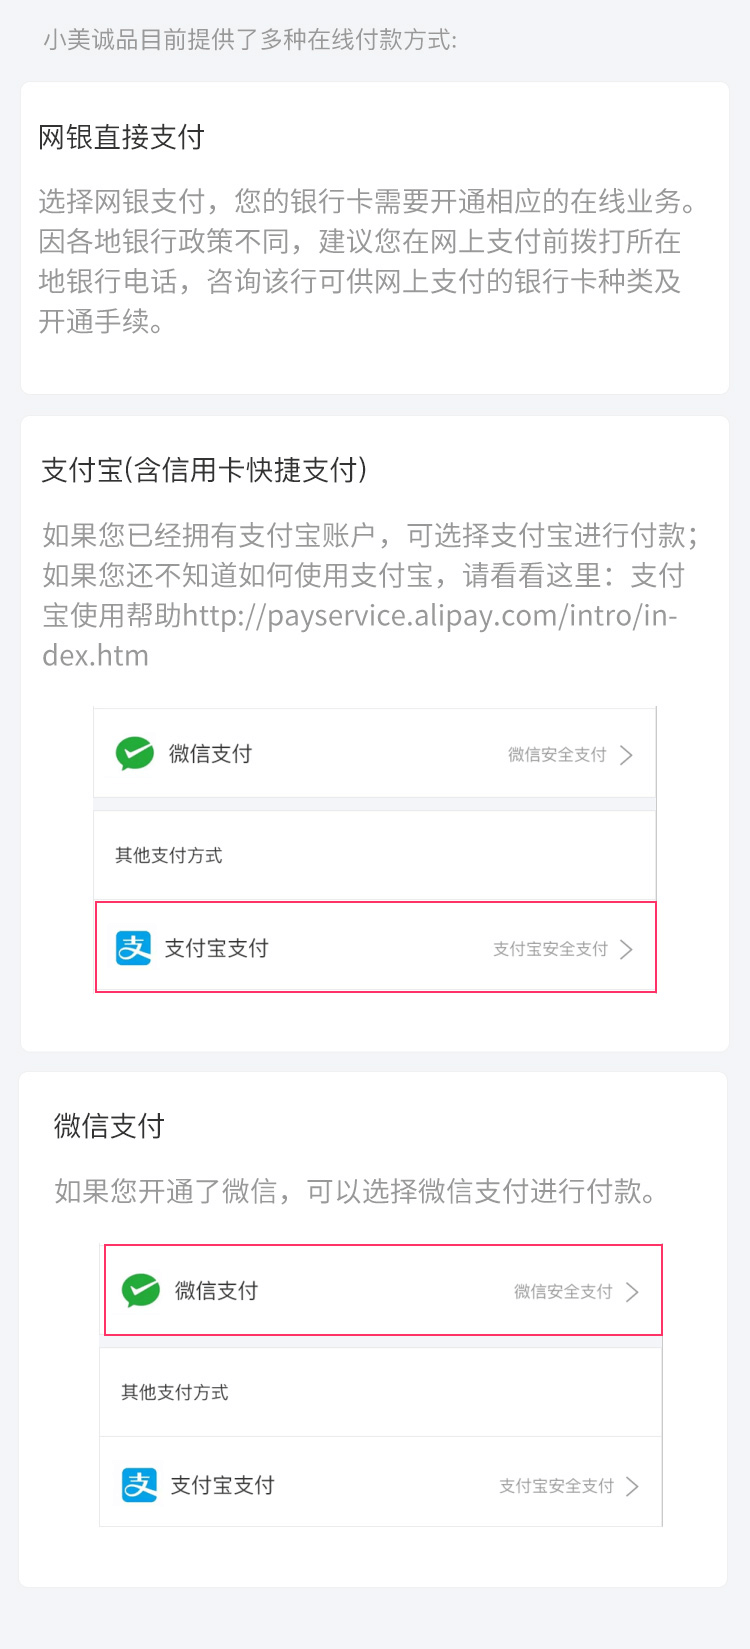 小美诚品目前提供了多种在线付款方式:
网银直接支付
选择网银支付，您的银行卡需要开通相应的在线业务。
因各地银行政策不同，建议您在网上支付前拨打所在
地银行电话，咨询该行可供网上支付的银行卡种类及
开通手续。
支付宝(含信用卡快捷支付)
如果您已经拥有支付宝账户，可选择支付宝进行付款；
如果您还不知道如何使用支付宝，请看看这里：支付
宝使用帮助http://payservice.alipay.com/intro/in-
dex.htm
微信支付 微信安全支付
其他支付方式
支 支付宝支付 支付宝安全支付
微信支付
如果您开通了微信，可以选择微信支付进行付款。
微信支付 微信安全支付
其他支付方式
支 支付宝支付 支付宝安全支付